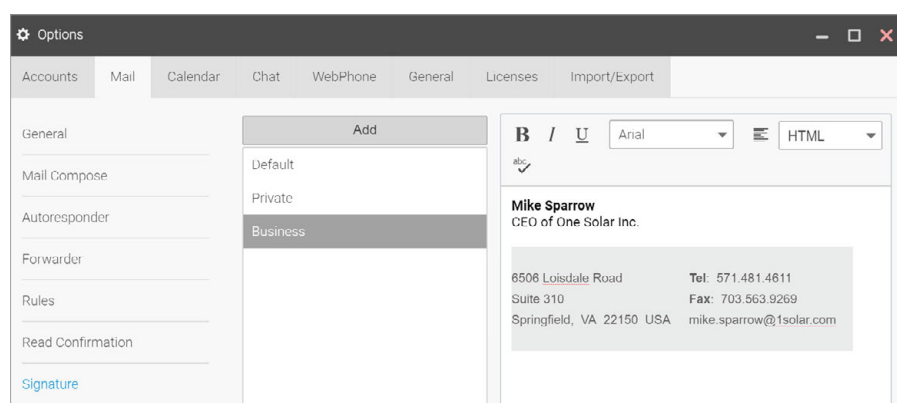 Options
Accounts Mail Calendar Chat WebPhone General Licenses Import/Export
General
Mail Compose
Autoresponder
Forwarder
Rules
Read Confirmation
Signature
Add
Default
Private
Business
B I U Arial HTML
abc
Mike Sparrow
CEO of One Solar Inc.
6506 Loisdale Road Tel: 571.481.4611
Suite 310 Fax: 703.563.9269
Springfield, VA 22150 USA mike.sparrow@1solar.com